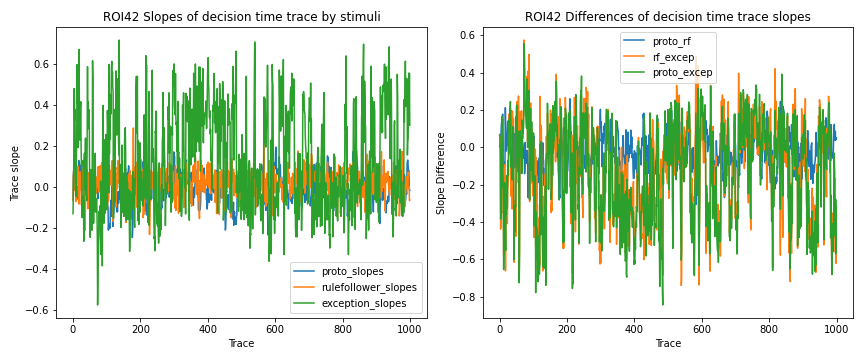 ROI42 Slopes of decision time trace by stimuli
Trace slope
0.6
0.4
0.2
0.0
−0.2
−0.4
−0.6
proto_slopes
rulefollower_slopes
exception_slopes
0 200 400 600 800 1000
Trace
ROI42 Differences of decision time trace slopes
Slope Difference
0.6
0.4
0.2
0.0
−0.2
−0.4
−0.6
−0.8
proto_rf
rf_excep
proto_excep
0 200 400 600 800 1000
Trace